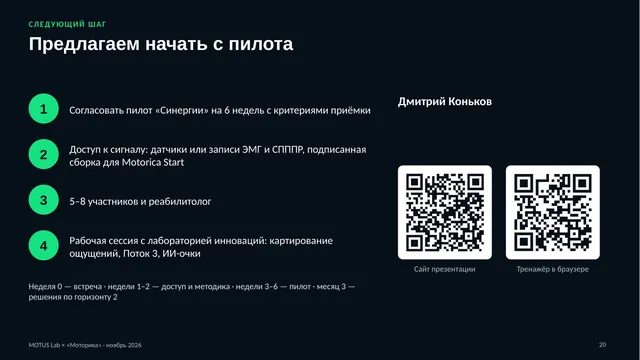 СЛЕДУЮЩИЙ ШАГ
Предлагаем начать с пилота
1
Согласовать пилот «Синергии» на 6 недель с критериями приёмки
2
Доступ к сигналу: датчики или записи ЭМГ и СПППР, подписанная
сборка для Motorica Start
3
5–8 участников и реабилитолог
4
Рабочая сессия с лабораторией инноваций: картирование
ощущений, Поток 3, ИИ-очки
Неделя 0 — встреча · недели 1–2 — доступ и методика · недели 3–6 — пилот · месяц 3 —
решения по горизонту 2
Дмитрий Коньков
Сайт презентации
Тренажёр в браузере
MOTUS Lab × «Моторика» · ноябрь 2026
20